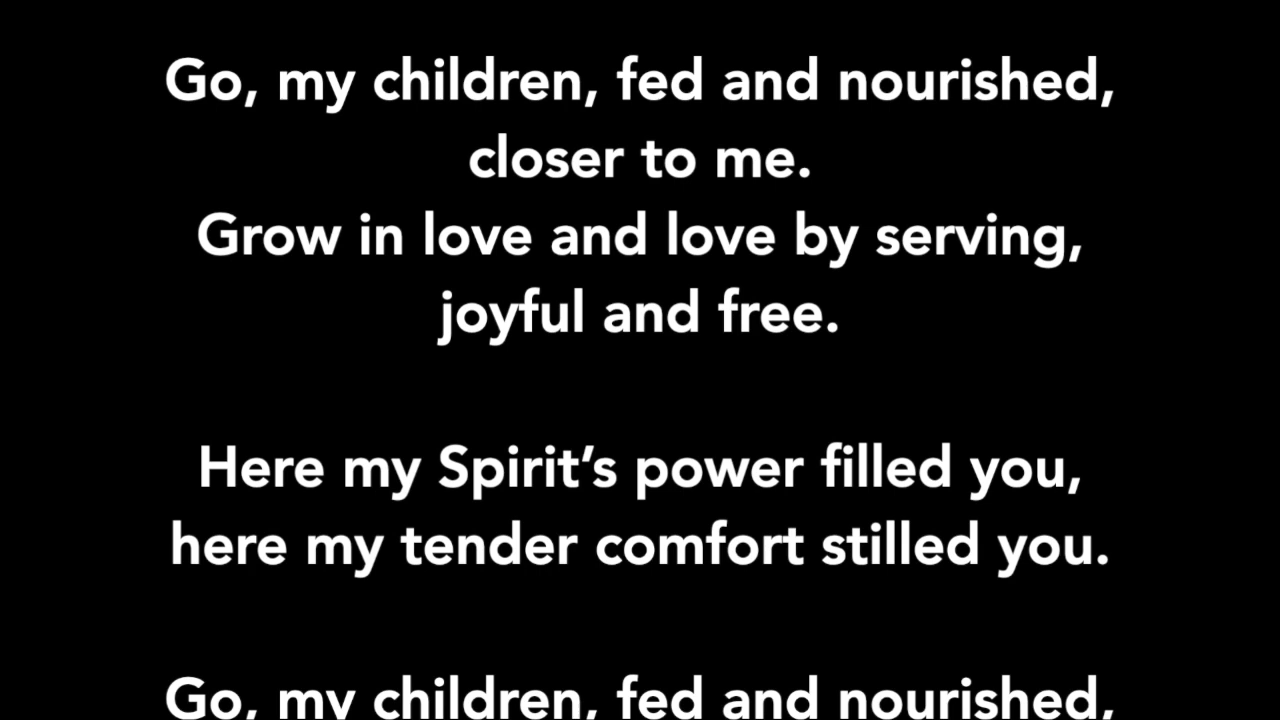 Go, my children, fed and nourished,
closer to me.
Grow in love and love by serving,
joyful and free.
Here my Spirit’s power filled you,
here my tender comfort stilled you.
Go, my children, fed and nourished,